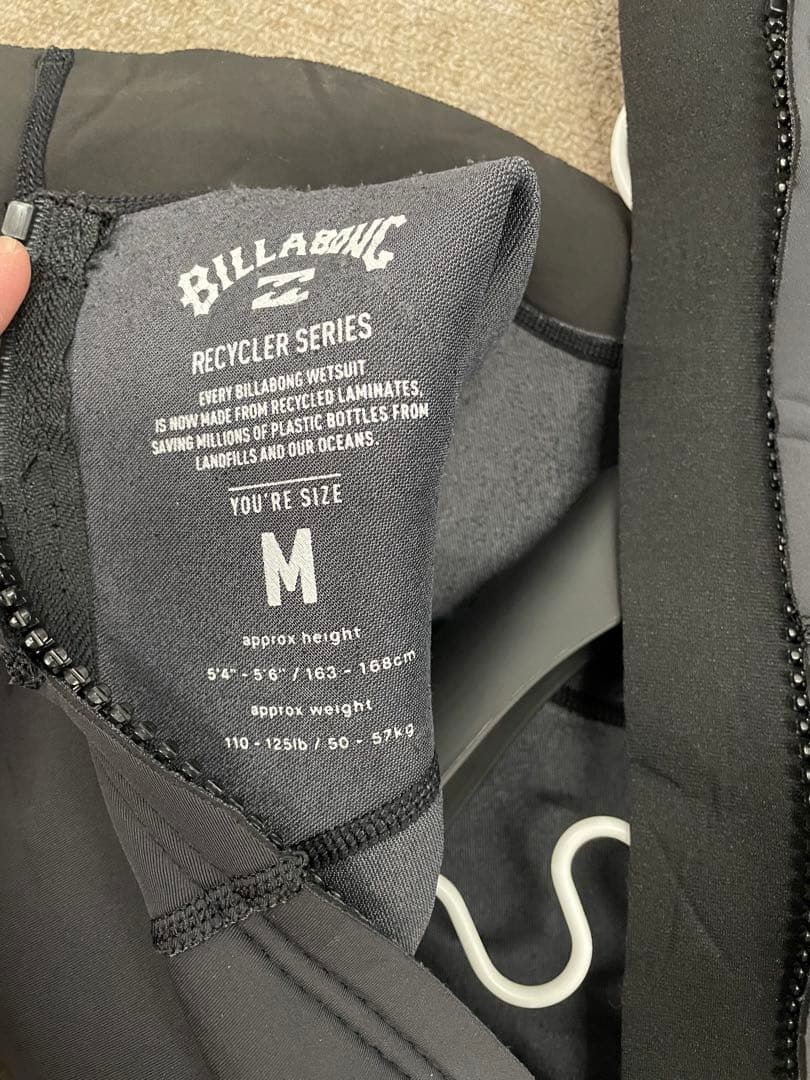 BILLABONG
RECYCLER SERIES
EVERY BILLABONG WETSUIT
IS NOW MADE FROM RECYCLED LAMINATES,
SAVING MILLIONS OF PLASTIC BOTTLES FROM
LANDFILLS AND OUR OCEANS.
YOU'RE SIZE
M
approx height
5'4" - 5'6" / 163 - 168cm
approx weight
110 - 125lb / 50 - 57kg